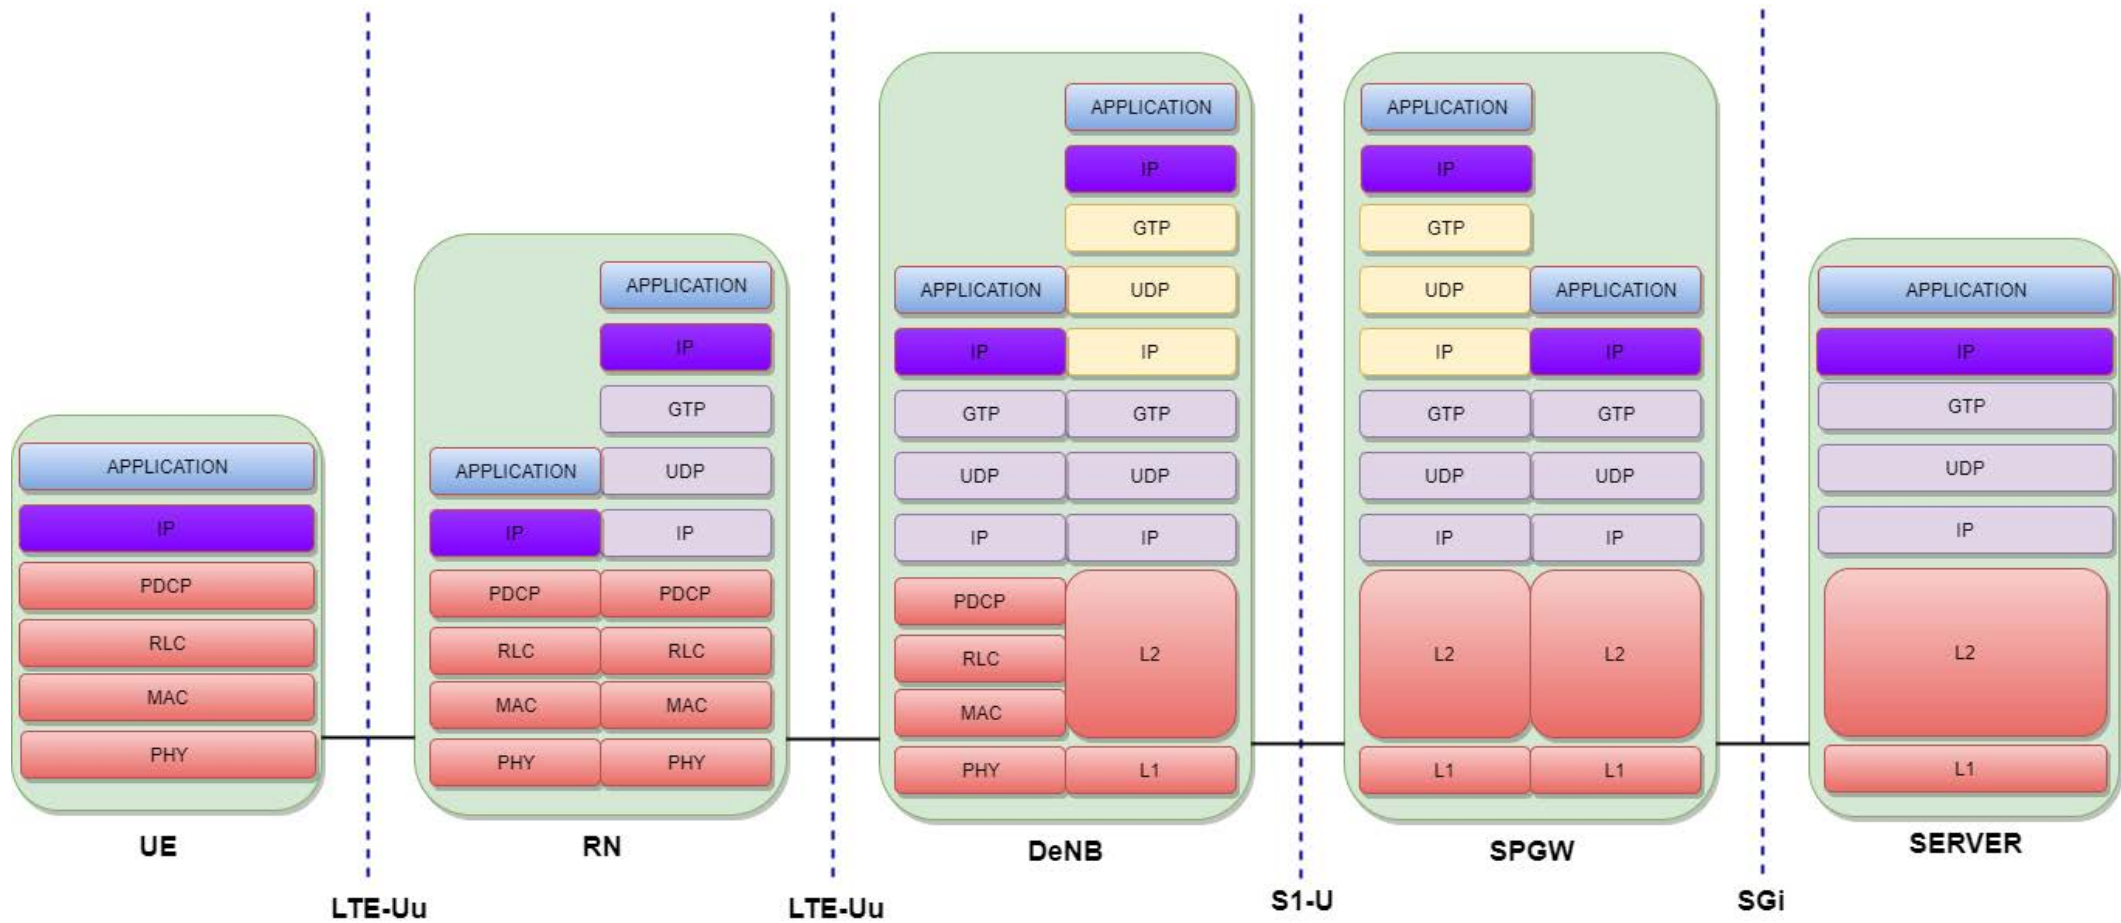 APPLICATION
IP
PDCP
RLC
MAC
PHY
UE
LTE-Uu
APPLICATION
IP
GTP
APPLICATION UDP
IP IP
PDCP PDCP
RLC RLC
MAC MAC
PHY PHY
RN
LTE-Uu
APPLICATION
IP
GTP
APPLICATION UDP
IP IP
GTP GTP
UDP UDP
IP IP
PDCP
RLC L2
MAC
PHY L1
DeNB
S1-U
APPLICATION
IP
GTP
UDP APPLICATION
IP IP
GTP GTP
UDP UDP
IP IP
L2 L2
L1 L1
SPGW
SGi
APPLICATION
IP
GTP
UDP
IP
L2
L1
SERVER